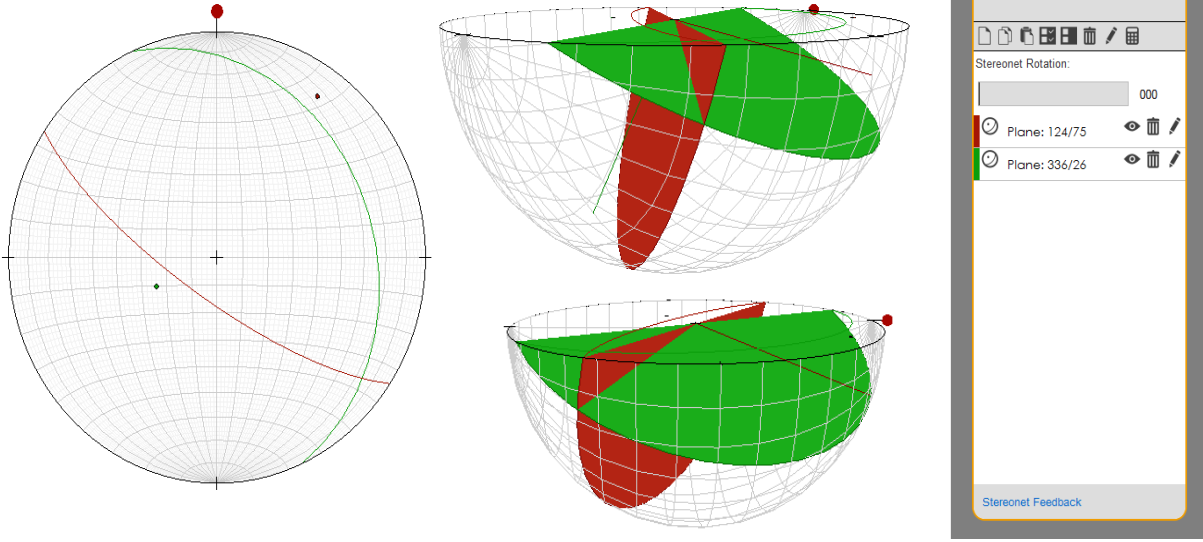 Stereonet Rotation:
000
Plane: 124/75
Plane: 336/26
Stereonet Feedback